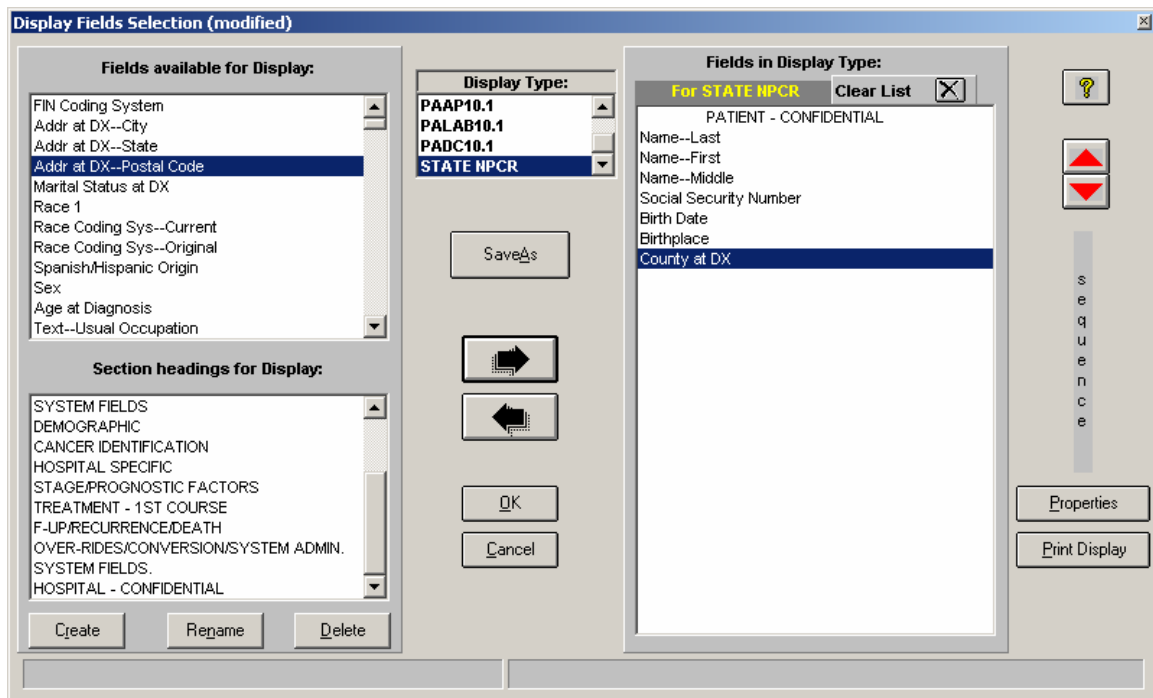 Display Fields Selection (modified)
Fields available for Display:
FIN Coding System
Addr at DX--City
Addr at DX--State
Addr at DX--Postal Code
Marital Status at DX
Race 1
Race Coding Sys--Current
Race Coding Sys--Original
Spanish/Hispanic Origin
Sex
Age at Diagnosis
Text--Usual Occupation
Section headings for Display:
SYSTEM FIELDS
DEMOGRAPHIC
CANCER IDENTIFICATION
HOSPITAL SPECIFIC
STAGE/PROGNOSTIC FACTORS
TREATMENT - 1ST COURSE
F-UP/RECURRENCE/DEATH
OVER-RIDES/CONVERSION/SYSTEM ADMIN.
SYSTEM FIELDS.
HOSPITAL - CONFIDENTIAL
Create Rename Delete
Display Type:
PAAP10.1
PALAB10.1
PADC10.1
STATE NPCR
SaveAs
OK
Cancel
Fields in Display Type:
For STATE NPCR Clear List
PATIENT - CONFIDENTIAL
Name--Last
Name--First
Name--Middle
Social Security Number
Birth Date
Birthplace
County at DX
?
sequence
Properties
Print Display